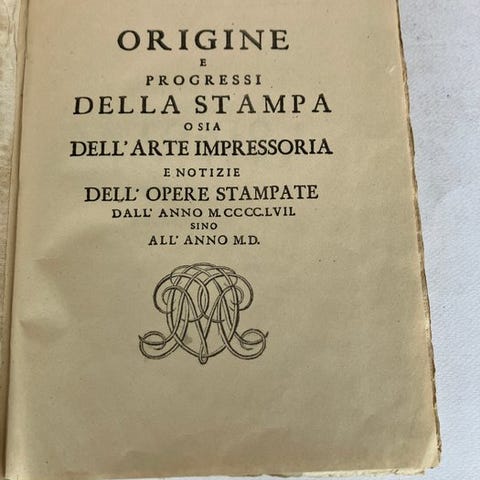 ORIGINE
E
PROGRESSI
DELLA STAMPA
O SIA
DELL'ARTE IMPRESSORIA
E NOTIZIE
DELL' OPERE STAMPATE
DALL' ANNO M.CCCC.LVII.
SINO
ALL' ANNO M.D.